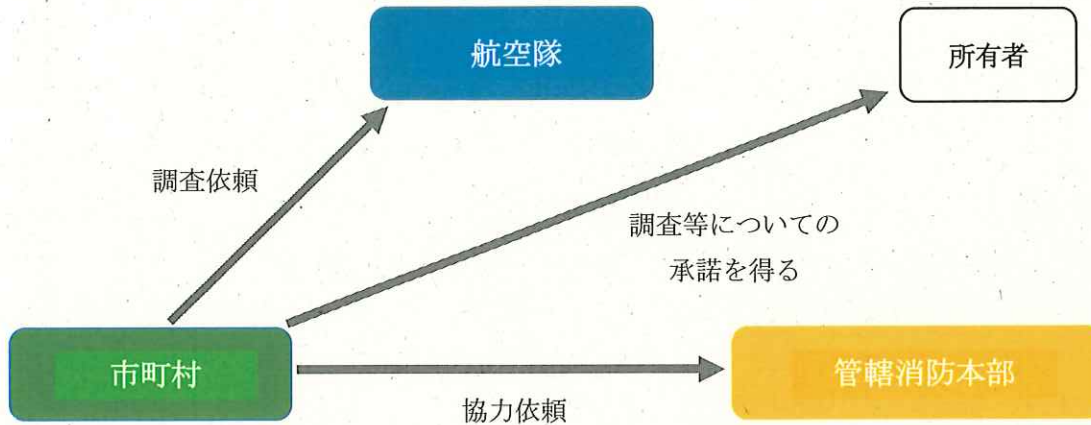 航空隊
所有者
調査依頼
調査等についての
承諾を得る
市町村
管轄消防本部
協力依頼